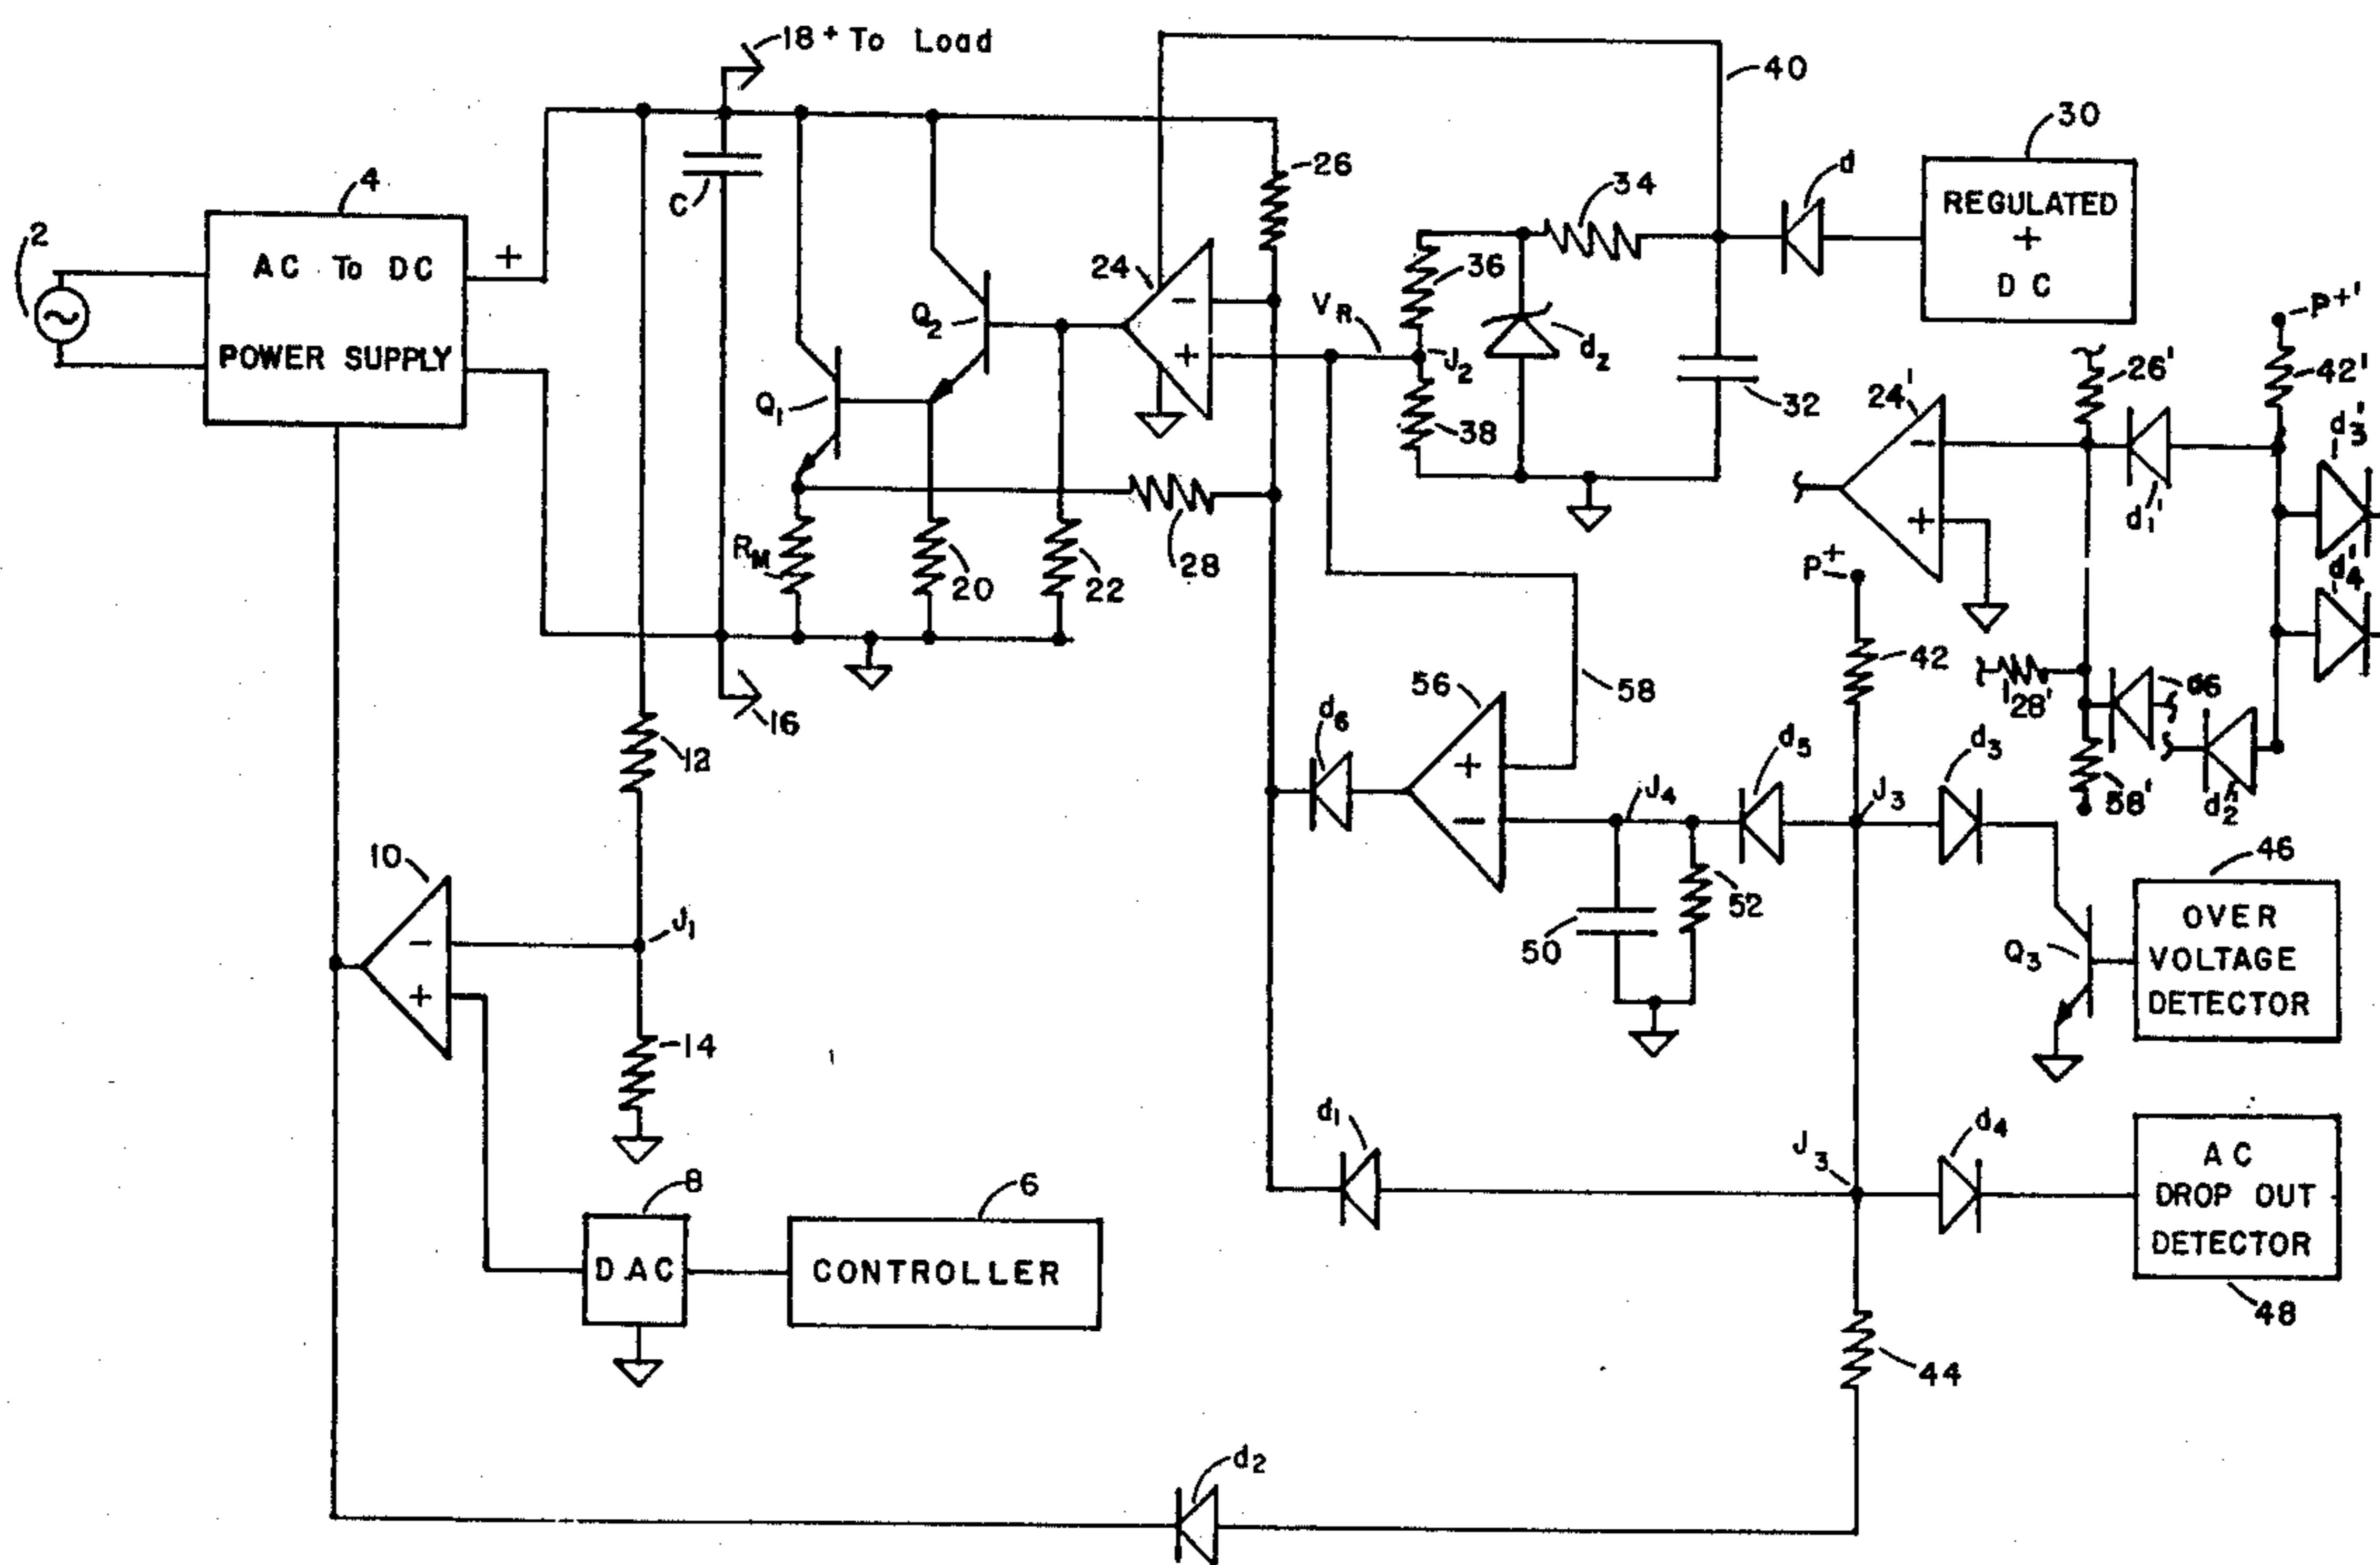 18 + To Load
40
30
REGULATED
+
D C
4
2
AC To DC
POWER SUPPLY
+
C
26
34
d
24
−
+
Q2
Q1
VR
36
J2
38
dz
32
P+'
26'
42'
24'
−
+
d1'
d3'
d4'
RM
20
22
28
P+
42
16
12
56
58
+
−
d6
d5
d3
J4
J3
28'
d6
58'
d2'
46
OVER
VOLTAGE
DETECTOR
10
−
+
J1
50
52
Q3
14
d1
J3
d4
AC
DROP OUT
DETECTOR
48
8
DAC
6
CONTROLLER
44
d2